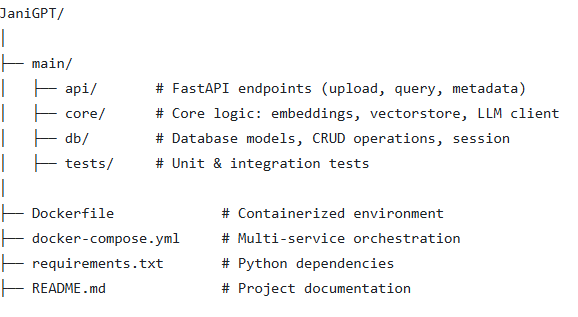 JaniGPT/
│
├── main/
│   ├── api/       # FastAPI endpoints (upload, query, metadata)
│   ├── core/      # Core logic: embeddings, vectorstore, LLM client
│   ├── db/        # Database models, CRUD operations, session
│   ├── tests/     # Unit & integration tests
│
├── Dockerfile             # Containerized environment
├── docker-compose.yml     # Multi-service orchestration
├── requirements.txt       # Python dependencies
├── README.md              # Project documentation